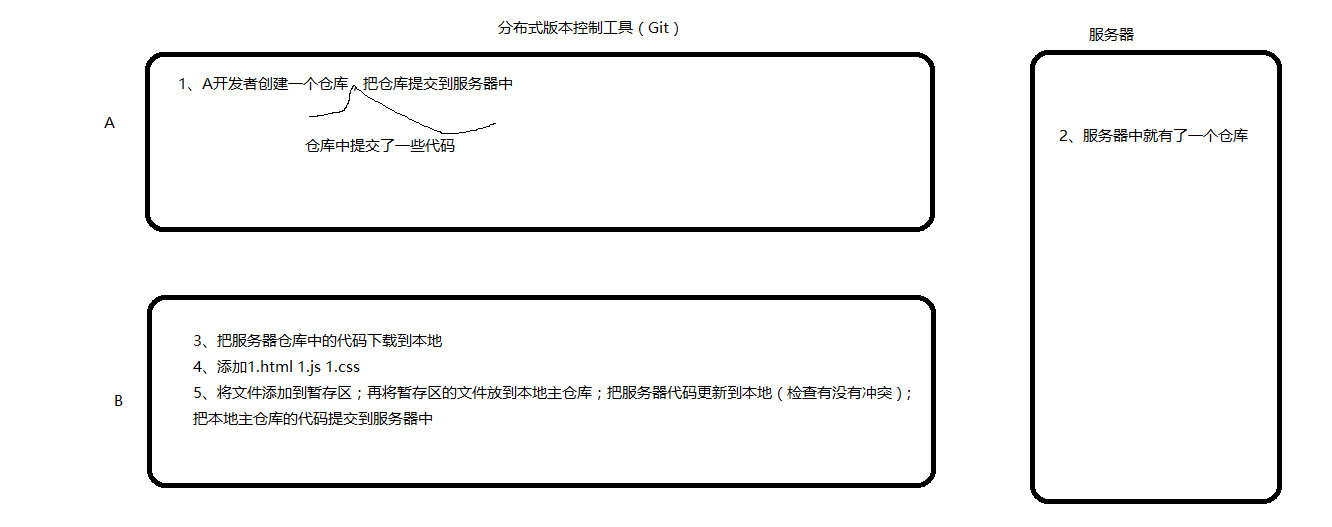 分布式版本控制工具（Git）
服务器
1、A开发者创建一个仓库，把仓库提交到服务器中
A
仓库中提交了一些代码
2、服务器中就有了一个仓库
3、把服务器仓库中的代码下载到本地
4、添加1.html 1.js 1.css
5、将文件添加到暂存区；再将暂存区的文件放到本地主仓库；把服务器代码更新到本地（检查有没有冲突）；
把本地主仓库的代码提交到服务器中
B